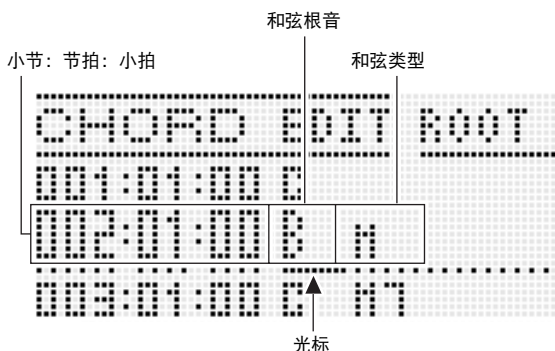 和弦根音
小节：节拍：小拍
和弦类型
CHORD EDIT ROOT
001:01:00 C
002:01:00 R m
003:01:00 C M7
光标